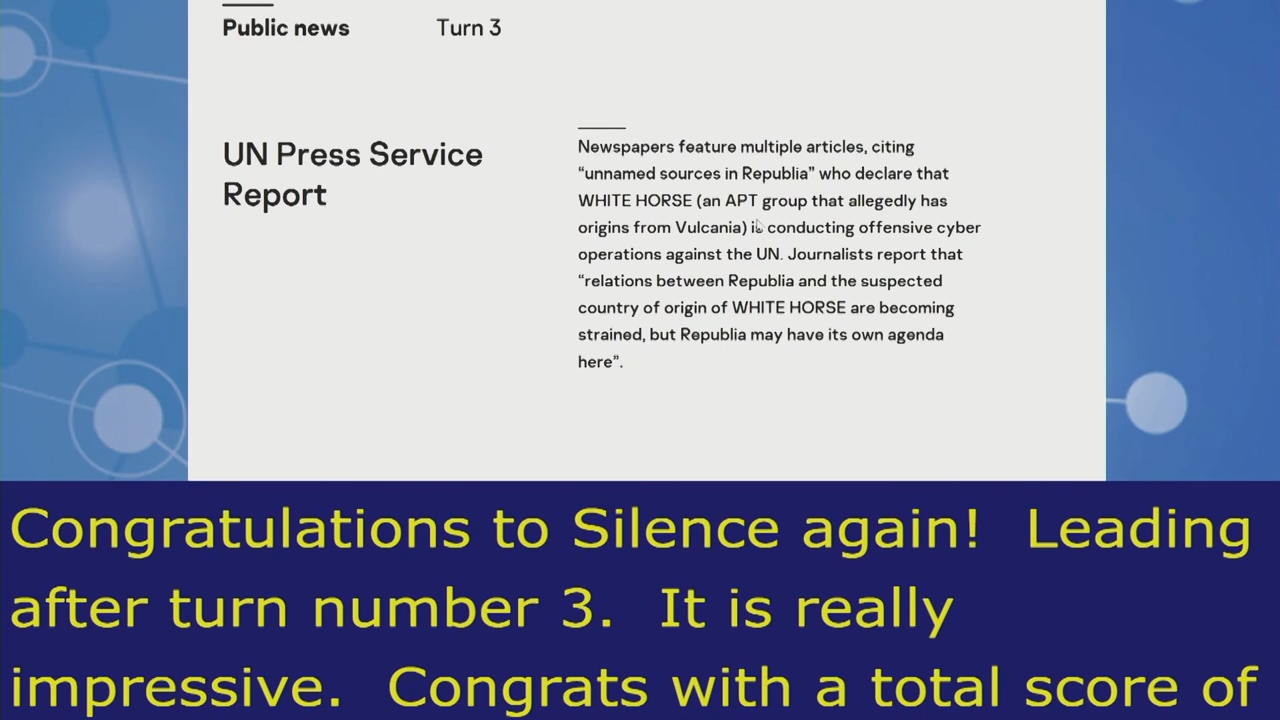 Public news Turn 3
UN Press Service
Report
Newspapers feature multiple articles, citing
“unnamed sources in Republia” who declare that
WHITE HORSE (an APT group that allegedly has
origins from Vulcania) is conducting offensive cyber
operations against the UN. Journalists report that
“relations between Republia and the suspected
country of origin of WHITE HORSE are becoming
strained, but Republia may have its own agenda
here”.
Congratulations to Silence again!  Leading
after turn number 3.  It is really
impressive.  Congrats with a total score of